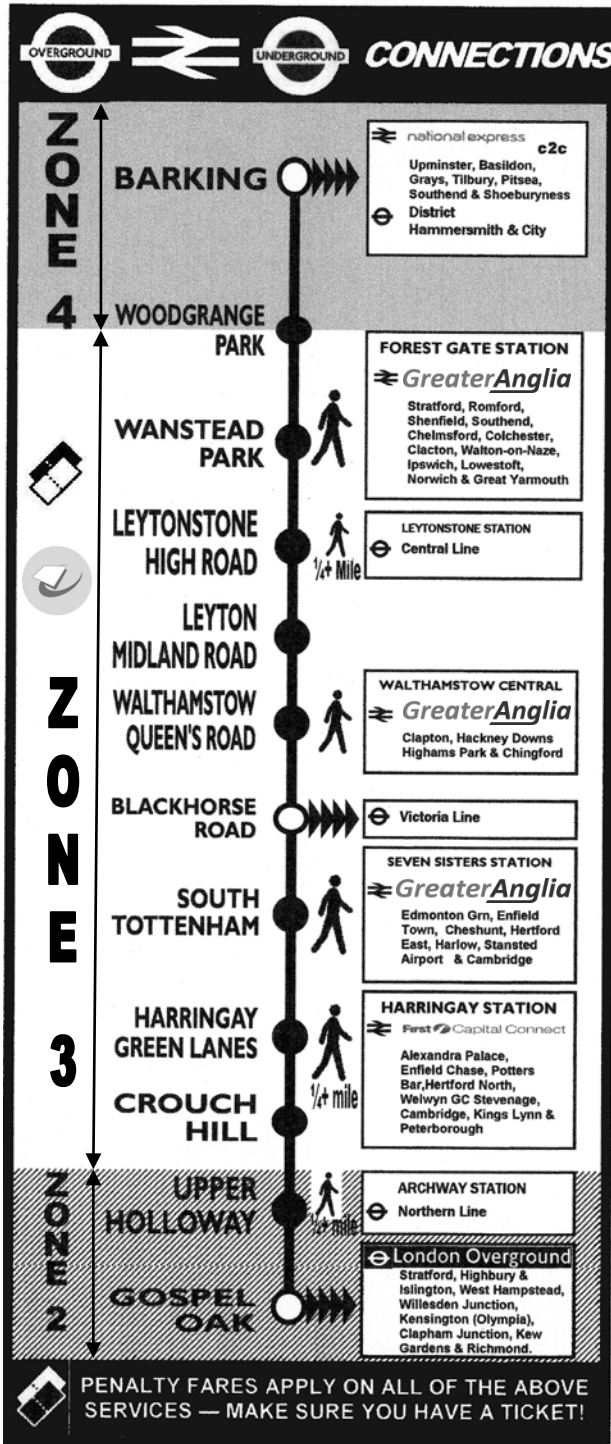 OVERGROUND
UNDERGROUND
CONNECTIONS
ZONE 4
BARKING
national express
c2c
Upminster, Basildon,
Grays, Tilbury, Pitsea,
Southend & Shoeburyness
District
Hammersmith & City
WOODGRANGE
PARK
ZONE 3
FOREST GATE STATION
GreaterAnglia
Stratford, Romford,
Shenfield, Southend,
Chelmsford, Colchester,
Clacton, Walton-on-Naze,
Ipswich, Lowestoft,
Norwich & Great Yarmouth
WANSTEAD
PARK
LEYTONSTONE
HIGH ROAD
¼+ Mile
LEYTONSTONE STATION
Central Line
LEYTON
MIDLAND ROAD
WALTHAMSTOW
QUEEN'S ROAD
WALTHAMSTOW CENTRAL
GreaterAnglia
Clapton, Hackney Downs
Highams Park & Chingford
BLACKHORSE
ROAD
Victoria Line
SOUTH
TOTTENHAM
SEVEN SISTERS STATION
GreaterAnglia
Edmonton Grn, Enfield
Town, Cheshunt, Hertford
East, Harlow, Stansted
Airport & Cambridge
HARRINGAY
GREEN LANES
¼+ mile
HARRINGAY STATION
First Capital Connect
Alexandra Palace,
Enfield Chase, Potters
Bar,Hertford North,
Welwyn GC Stevenage,
Cambridge, Kings Lynn &
Peterborough
CROUCH
HILL
ZONE 2
UPPER
HOLLOWAY
½+ mile
ARCHWAY STATION
Northern Line
GOSPEL
OAK
London Overground
Stratford, Highbury &
Islington, West Hampstead,
Willesden Junction,
Kensington (Olympia),
Clapham Junction, Kew
Gardens & Richmond.
PENALTY FARES APPLY ON ALL OF THE ABOVE
SERVICES — MAKE SURE YOU HAVE A TICKET!